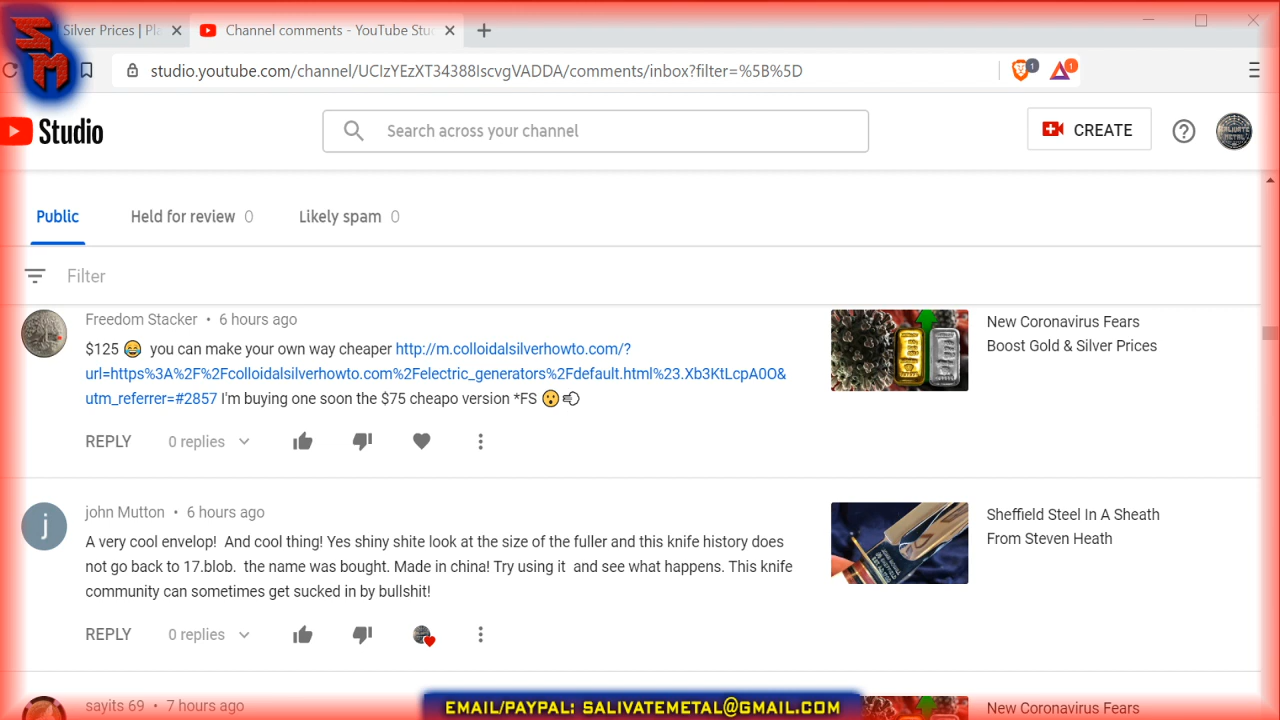 SM
Silver Prices | Pla
Channel comments - YouTube Stu
studio.youtube.com/channel/UCIzYEzXT34388IscvgVADDA/comments/inbox?filter=%5B%5D
1
1
Studio
Search across your channel
CREATE
SALIVATE
METAL
Public
Held for review 0
Likely spam 0
Filter
Freedom Stacker • 6 hours ago
$125 😂 you can make your own way cheaper http://m.colloidalsilverhowto.com/?
url=https%3A%2F%2Fcolloidalsilverhowto.com%2Felectric_generators%2Fdefault.html%23.Xb3KtLcpA0O&
utm_referrer=#2857 I'm buying one soon the $75 cheapo version *FS 😮💨
REPLY
0 replies
New Coronavirus Fears
Boost Gold & Silver Prices
j
john Mutton • 6 hours ago
A very cool envelop! And cool thing! Yes shiny shite look at the size of the fuller and this knife history does
not go back to 17.blob. the name was bought. Made in china! Try using it and see what happens. This knife
community can sometimes get sucked in by bullshit!
REPLY
0 replies
Sheffield Steel In A Sheath
From Steven Heath
sayits 69 • 7 hours ago
New Coronavirus Fears
EMAIL/PAYPAL: SALIVATEMETAL@GMAIL.COM